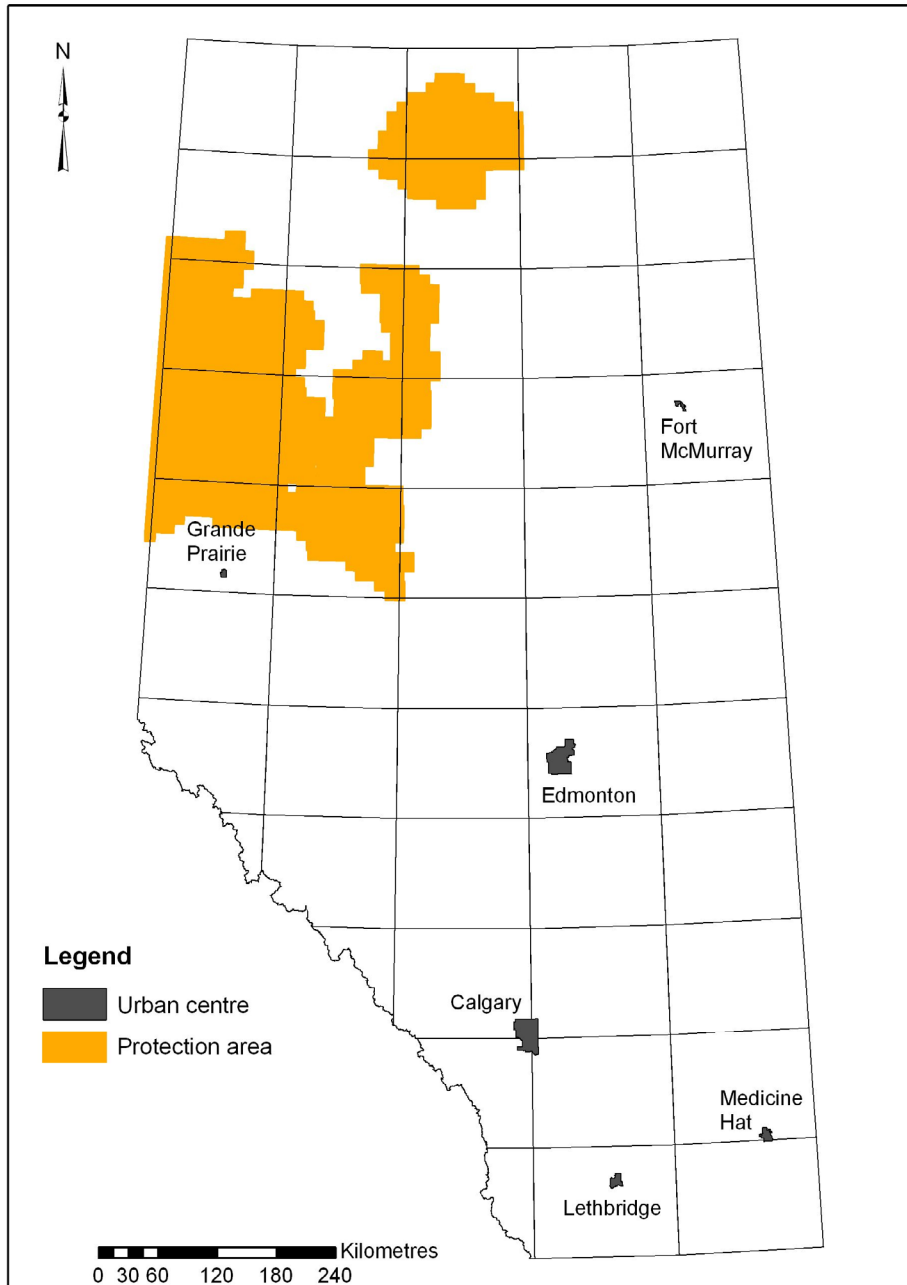 N
Fort
McMurray
Grande
Prairie
Edmonton
Legend
Urban centre
Protection area
Calgary
Medicine
Hat
Lethbridge
Kilometres
0 30 60 120 180 240